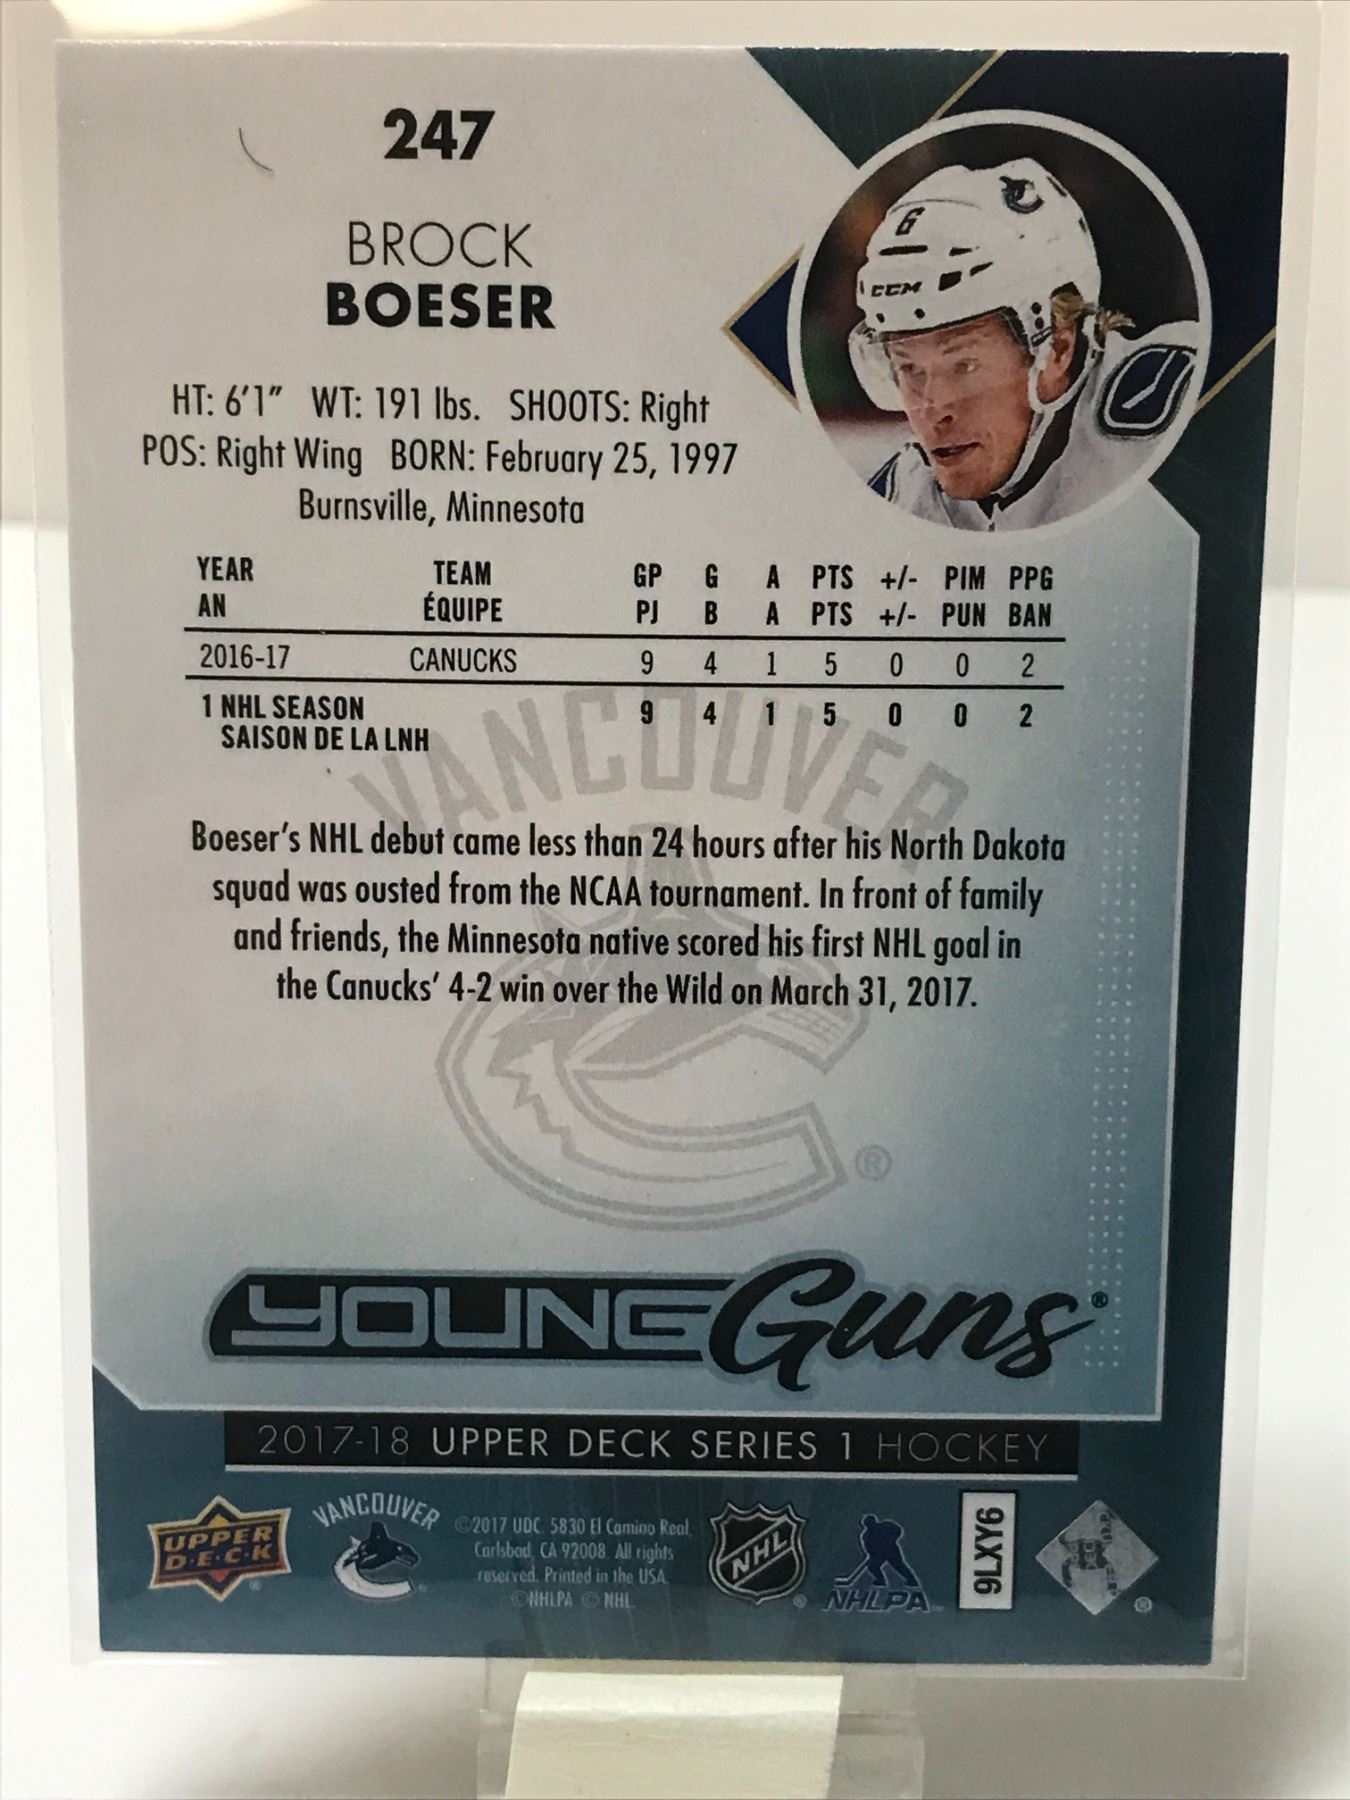 247
BROCK
BOESER
HT: 6'1" WT: 191 lbs. SHOOTS: Right
POS: Right Wing BORN: February 25, 1997
Burnsville, Minnesota
6
CCM
YEAR TEAM GP G A PTS +/- PIM PPG
AN ÉQUIPE PJ B A PTS +/- PUN BAN
2016-17 CANUCKS 9 4 1 5 0 0 2
1 NHL SEASON 9 4 1 5 0 0 2
SAISON DE LA LNH
VANCOUVER
Boeser's NHL debut came less than 24 hours after his North Dakota
squad was ousted from the NCAA tournament. In front of family
and friends, the Minnesota native scored his first NHL goal in
the Canucks' 4-2 win over the Wild on March 31, 2017.
®
YOUNG Guns®
2017-18 UPPER DECK SERIES 1 HOCKEY
UPPER
D·E·C·K
®
VANCOUVER
©2017 UDC. 5830 El Camino Real,
Carlsbad, CA 92008. All rights
reserved. Printed in the USA.
©NHLPA © NHL
NHL
®
NHLPA
9LXY6
®